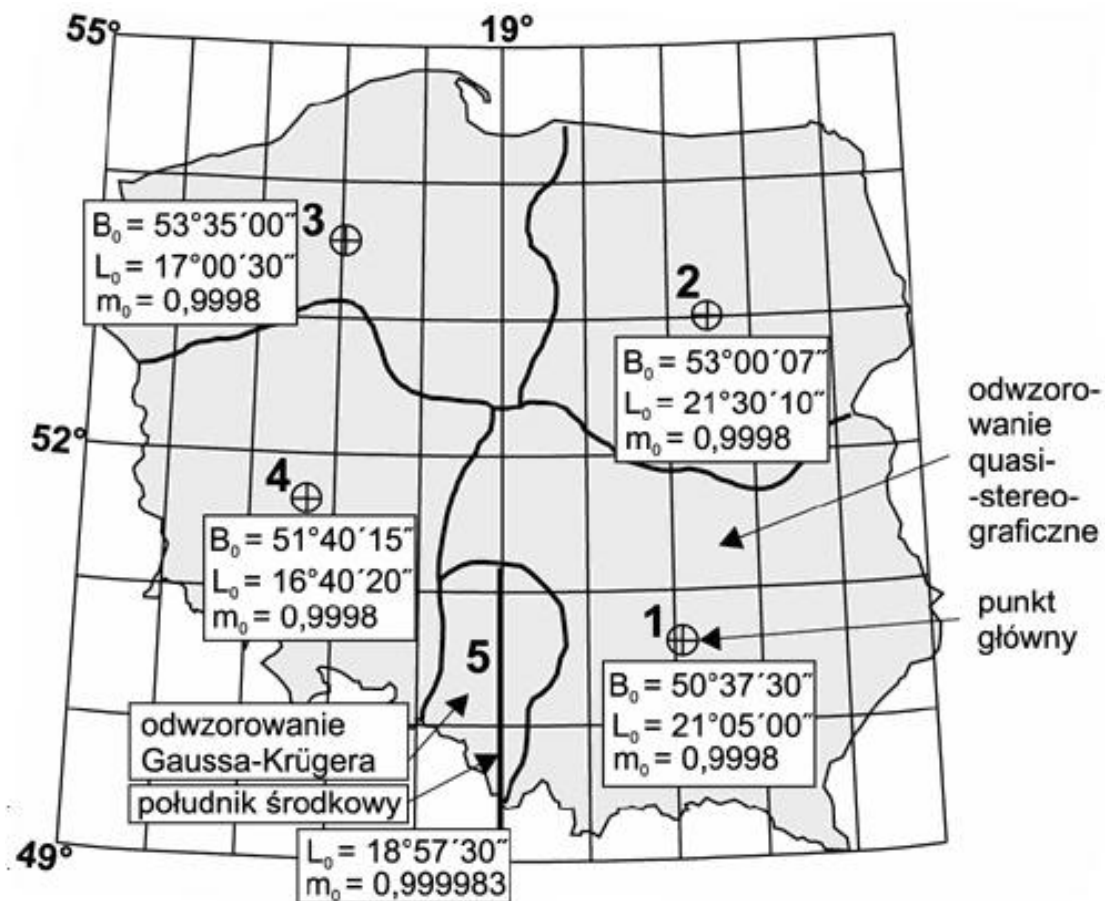 55°
19°
3
B₀ = 53°35´00˝
L₀ = 17°00´30˝
m₀ = 0,9998
2
B₀ = 53°00´07˝
L₀ = 21°30´10˝
m₀ = 0,9998
odwzoro-
wanie
quasi-
-stereo-
graficzne
52°
4
B₀ = 51°40´15˝
L₀ = 16°40´20˝
m₀ = 0,9998
punkt
główny
1
B₀ = 50°37´30˝
L₀ = 21°05´00˝
m₀ = 0,9998
5
odwzorowanie
Gaussa-Krügera
południk środkowy
49°
L₀ = 18°57´30˝
m₀ = 0,999983